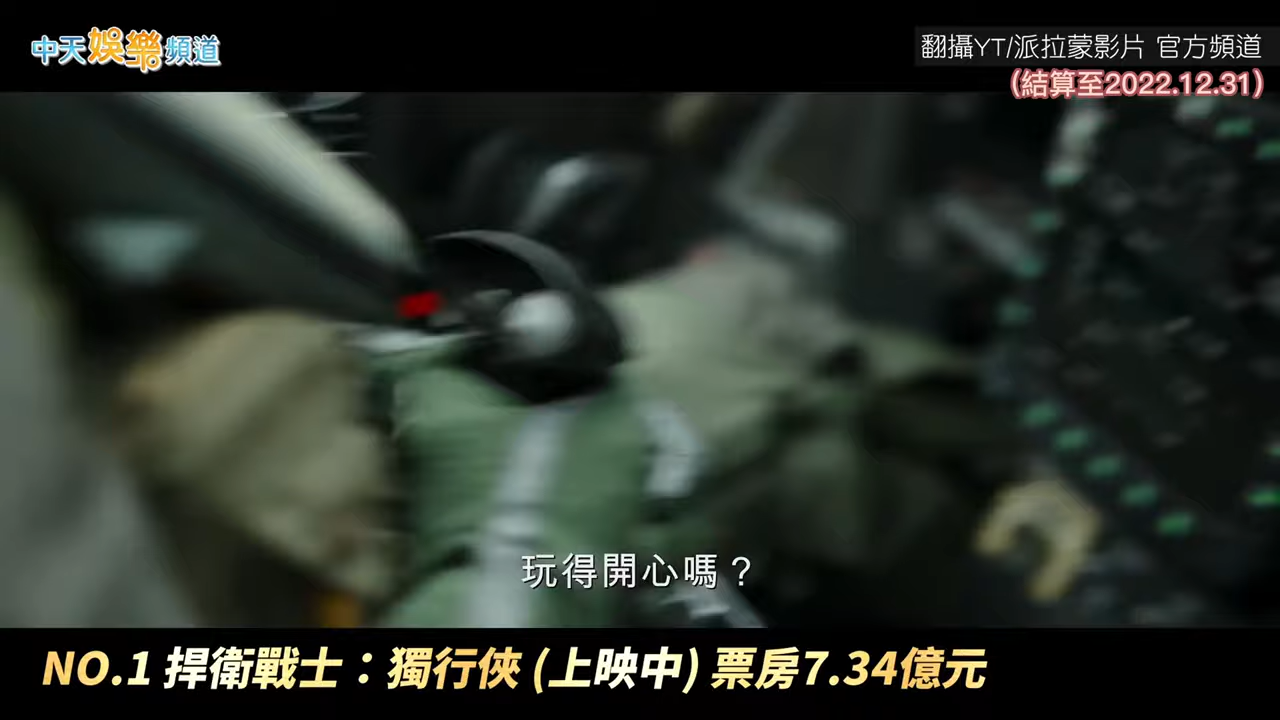 中天娛樂頻道
翻攝YT/派拉蒙影片 官方頻道
(結算至2022.12.31)
玩得開心嗎？
NO.1 捍衛戰士：獨行俠 (上映中) 票房7.34億元